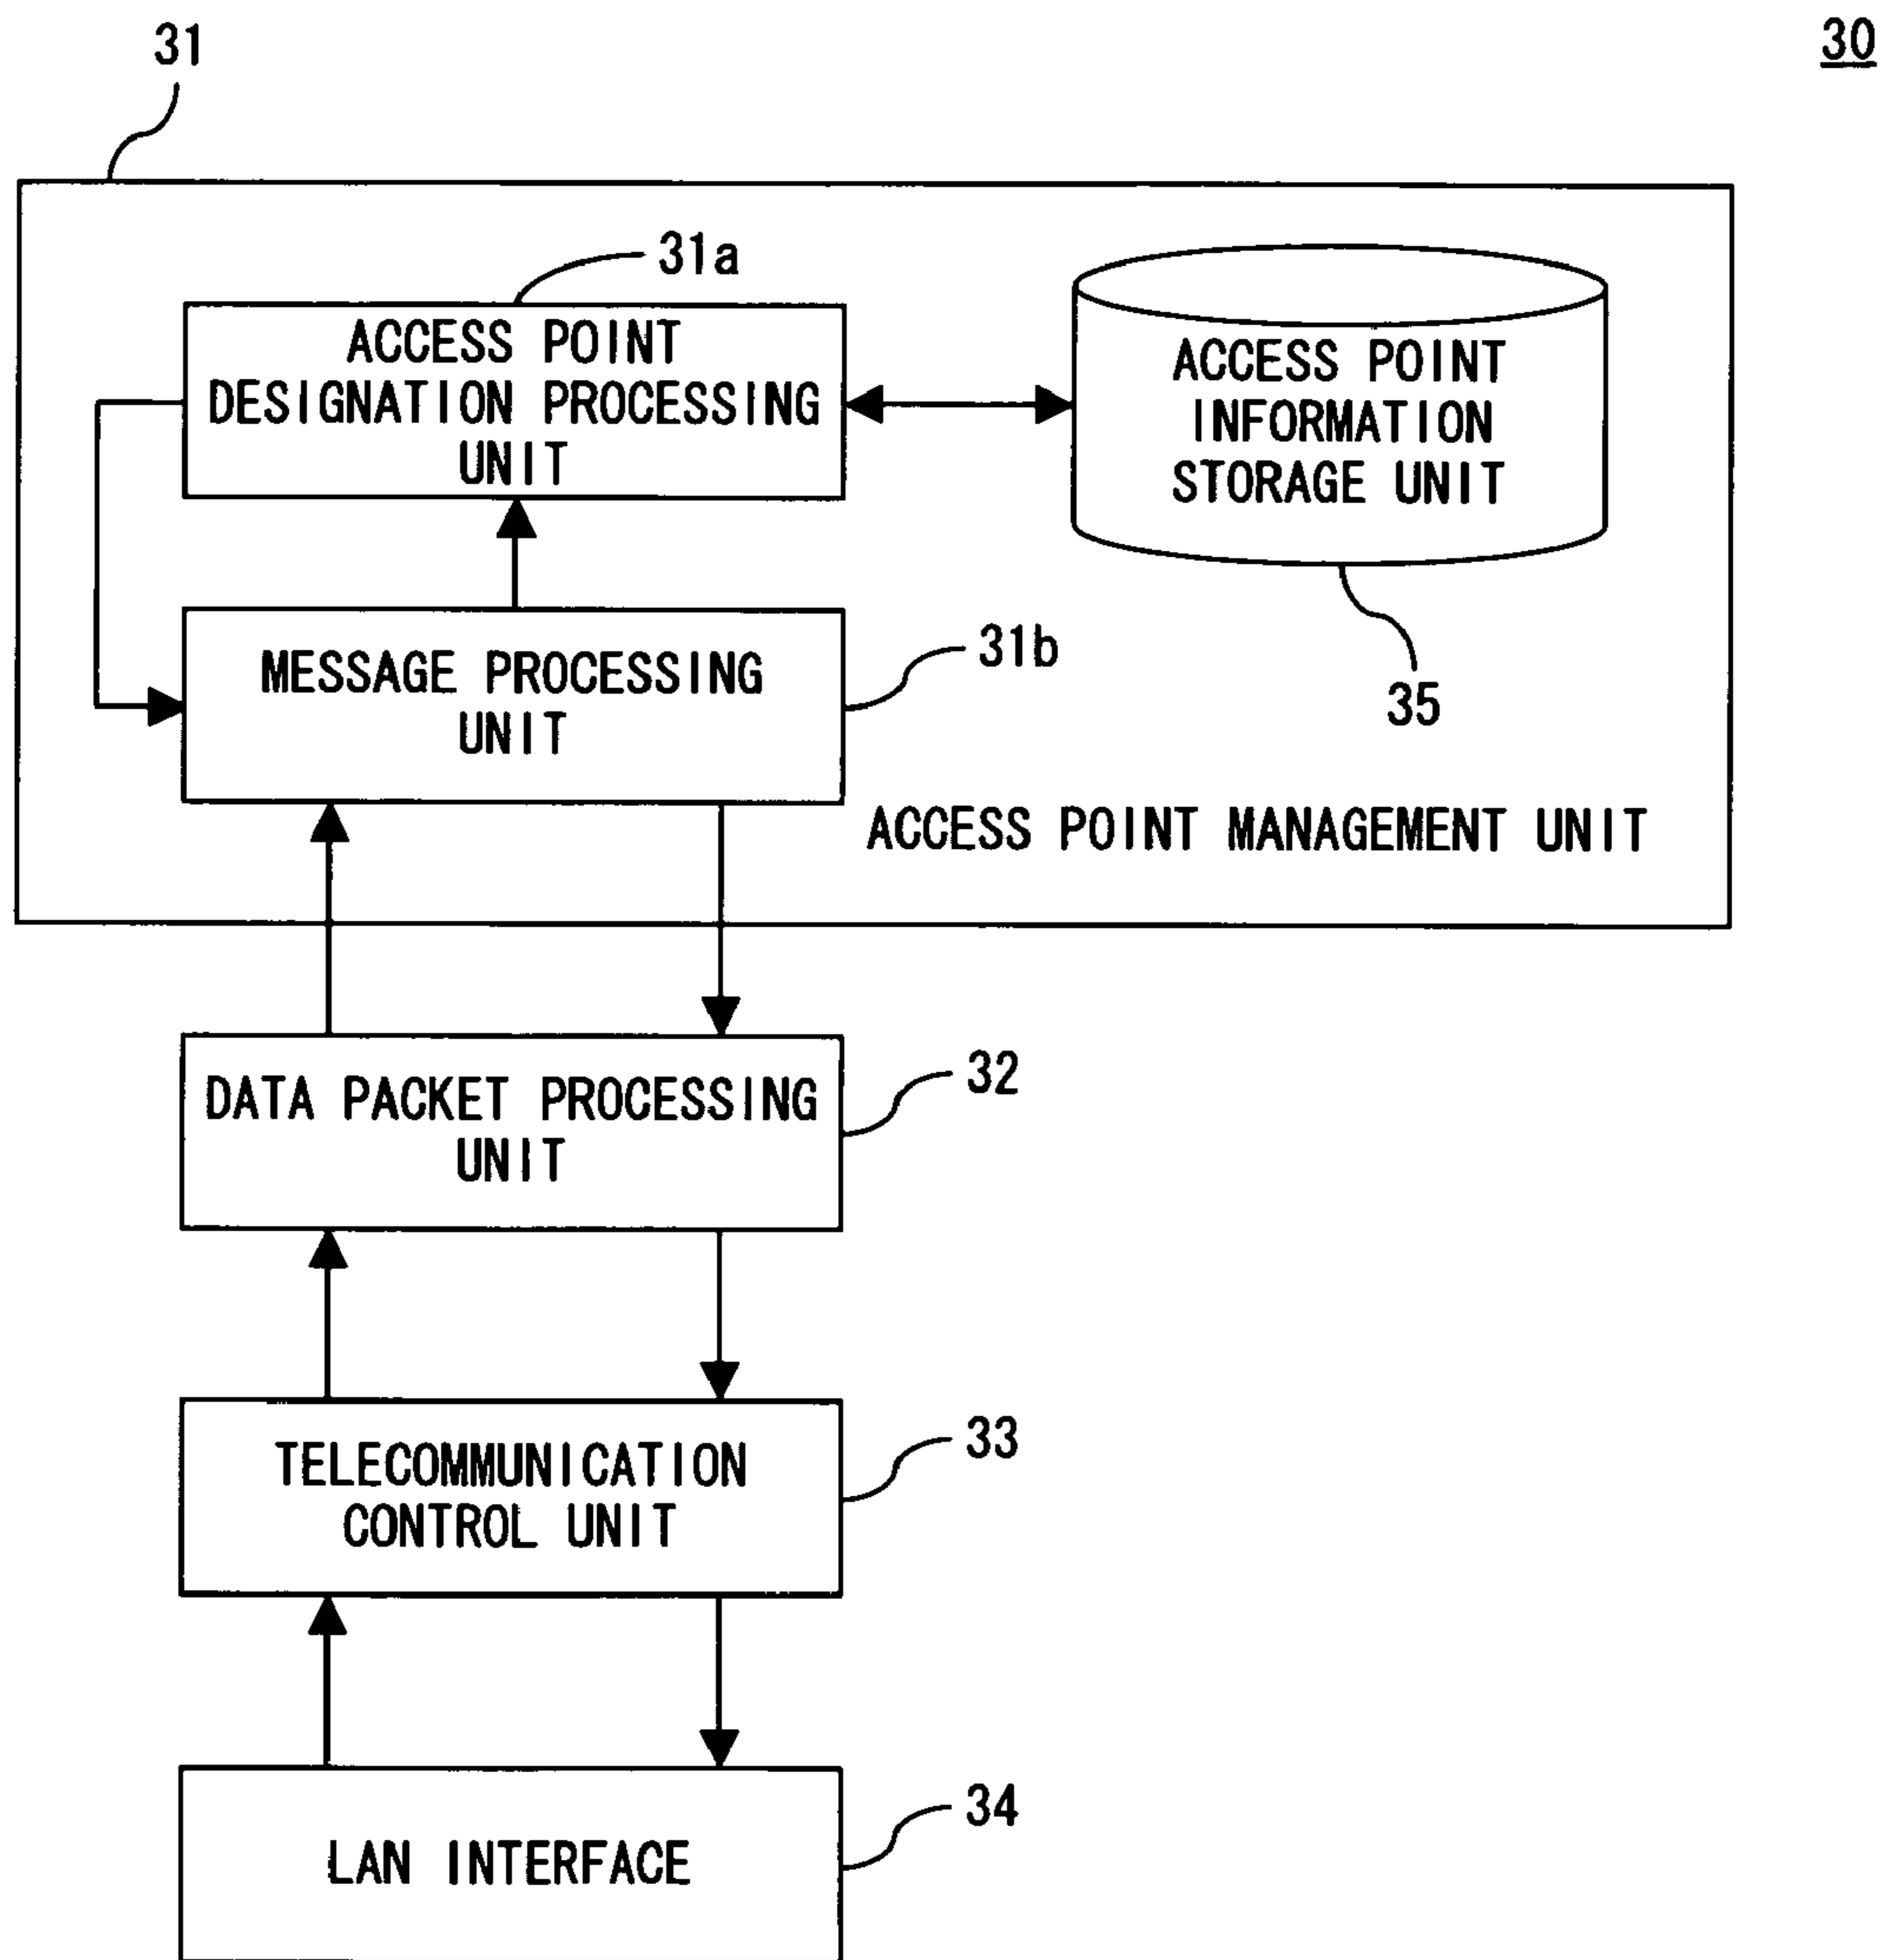 31
30
31a
ACCESS POINT
DESIGNATION PROCESSING
UNIT
ACCESS POINT
INFORMATION
STORAGE UNIT
35
MESSAGE PROCESSING
UNIT
31b
ACCESS POINT MANAGEMENT UNIT
DATA PACKET PROCESSING
UNIT
32
TELECOMMUNICATION
CONTROL UNIT
33
LAN INTERFACE
34